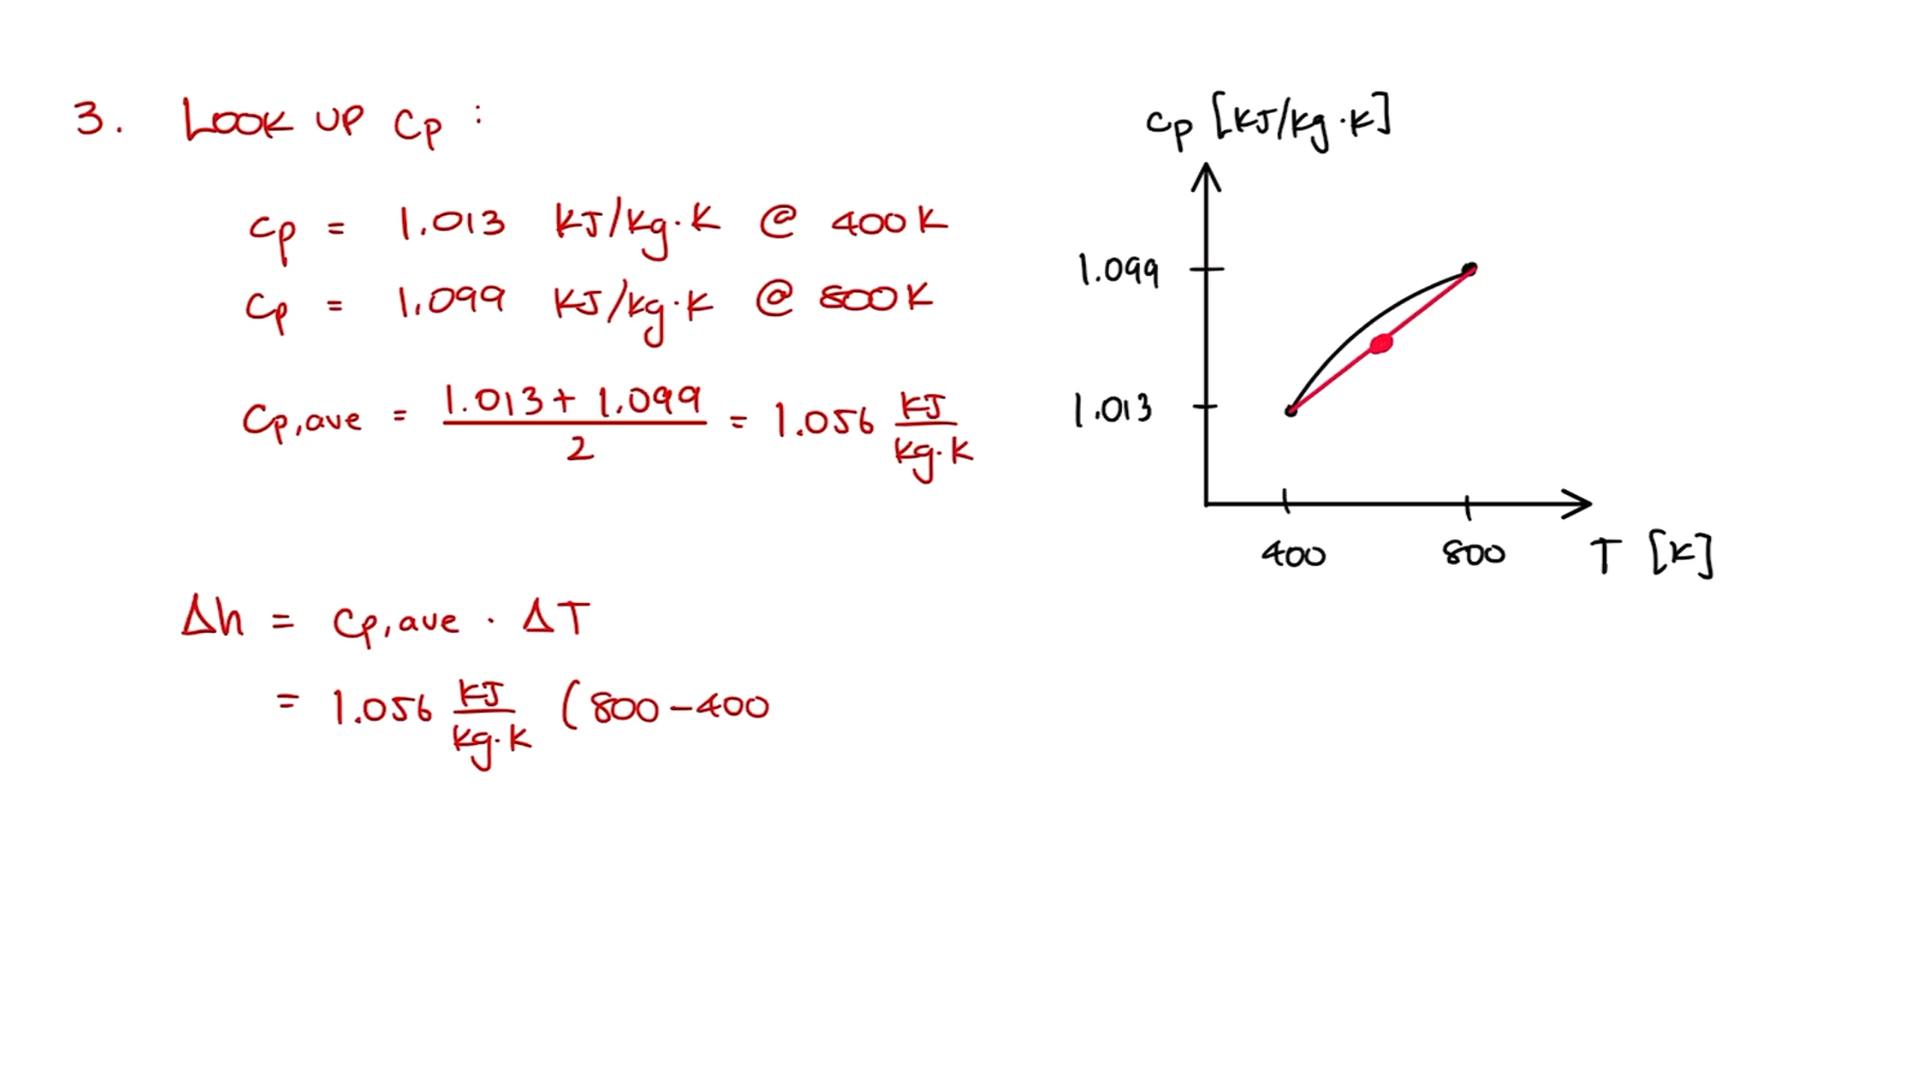 3. Look up cp :
cp = 1.013 kJ/kg·K @ 400K
cp = 1.099 kJ/kg·K @ 800K
cp,ave = (1.013 + 1.099)/2 = 1.056 kJ/kg·K
Δh = cp,ave · ΔT
= 1.056 kJ/kg·K (800 - 400
cp [kJ/kg·K]
1.099
1.013
400 800 T [K]